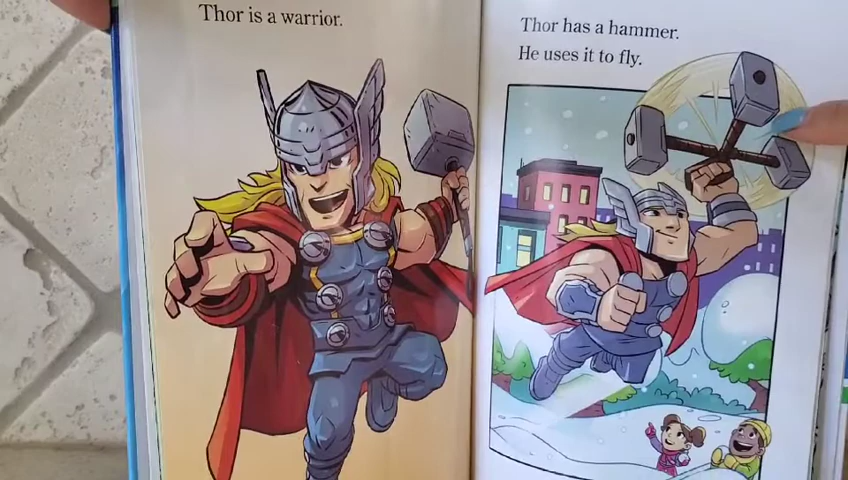 Thor is a warrior.
Thor has a hammer.
He uses it to fly.